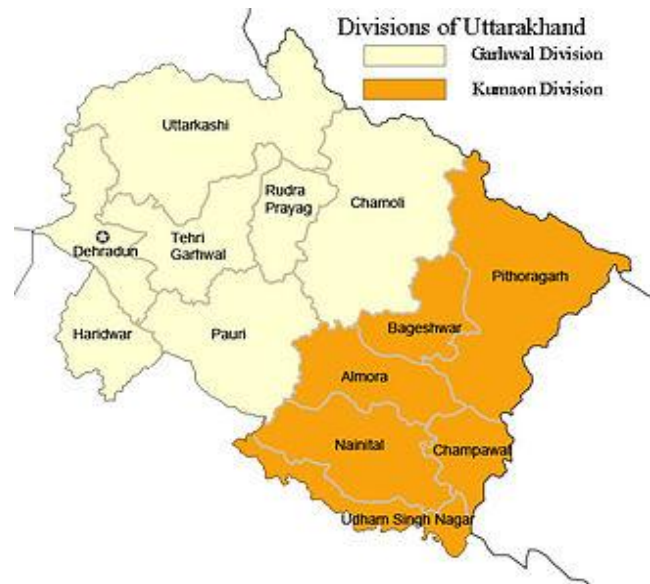 Divisions of Uttarakhand
Garhwal Division
Kumaon Division
Uttarkashi
Rudra
Prayag
Chamoli
Tehri
Garhwal
Dehradun
Pithoragarh
Haridwar
Pauri
Bageshwar
Almora
Nainital
Champawat
Udham Singh Nagar